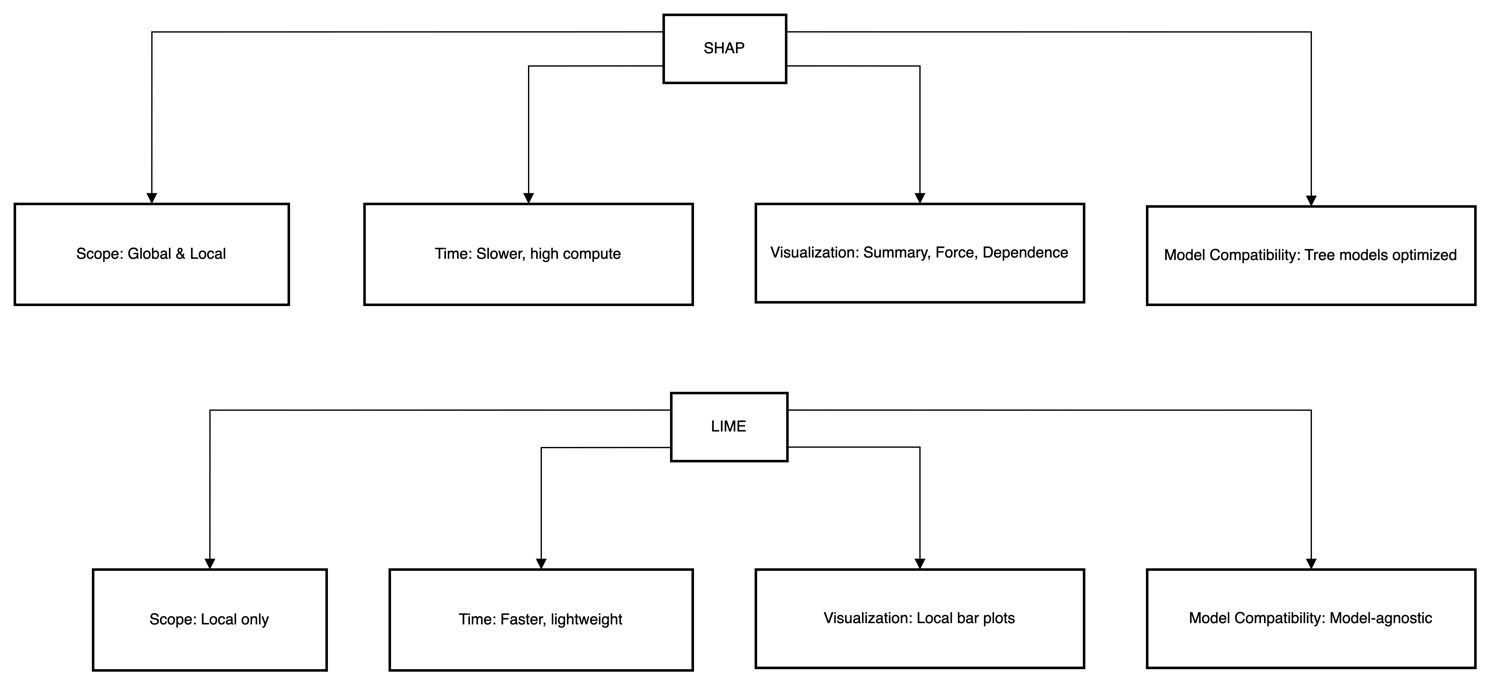 SHAP
Scope: Global & Local
Time: Slower, high compute
Visualization: Summary, Force, Dependence
Model Compatibility: Tree models optimized
LIME
Scope: Local only
Time: Faster, lightweight
Visualization: Local bar plots
Model Compatibility: Model-agnostic